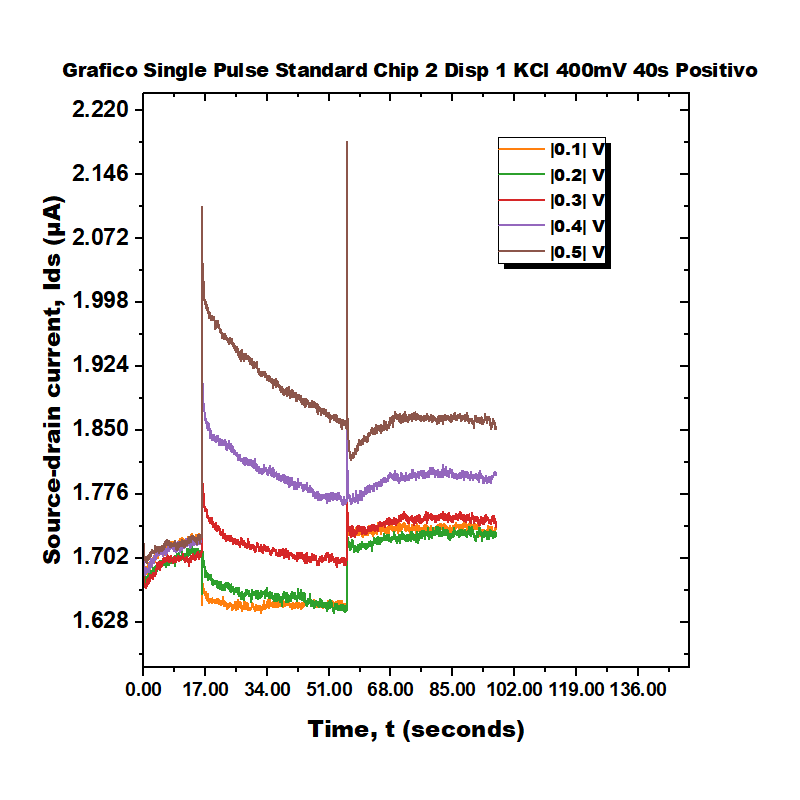 Grafico Single Pulse Standard Chip 2 Disp 1 KCl 400mV 40s Positivo
2.220
2.146
2.072
1.998
1.924
1.850
1.776
1.702
1.628
Source-drain current, Ids (µA)
|0.1| V
|0.2| V
|0.3| V
|0.4| V
|0.5| V
0.00 17.00 34.00 51.00 68.00 85.00 102.00 119.00 136.00
Time, t (seconds)